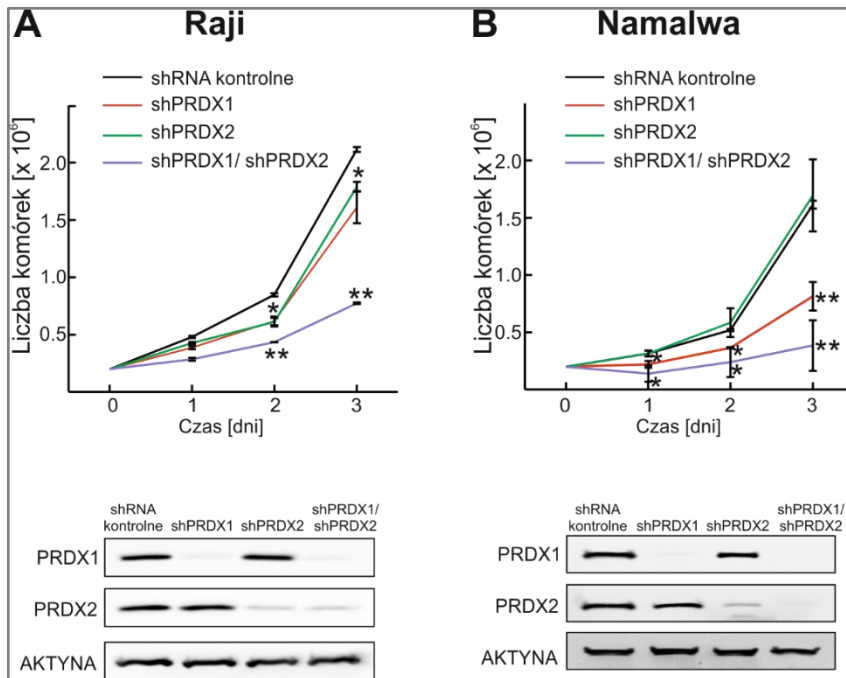 A Raji
shRNA kontrolne
shPRDX1
shPRDX2
shPRDX1/ shPRDX2
Liczba komórek [x 10⁶]
2.0
1.5
1.0
0.5
*
*
**
**
0 1 2 3
Czas [dni]
shRNA kontrolne shPRDX1 shPRDX2 shPRDX1/ shPRDX2
PRDX1
PRDX2
AKTYNA
B Namalwa
shRNA kontrolne
shPRDX1
shPRDX2
shPRDX1/ shPRDX2
Liczba komórek [x 10⁶]
2.0
1.5
1.0
0.5
**
**
*
*
*
*
0 1 2 3
Czas [dni]
shRNA kontrolne shPRDX1 shPRDX2 shPRDX1/ shPRDX2
PRDX1
PRDX2
AKTYNA